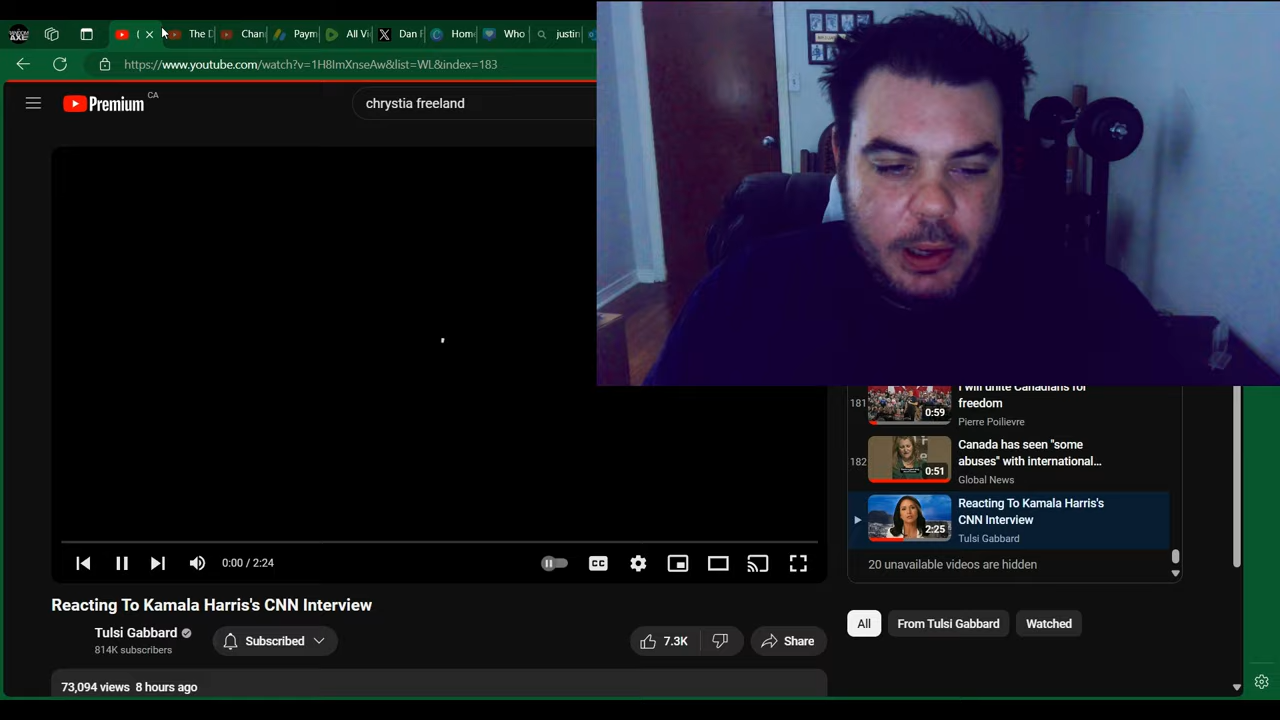 The D
Chan
Paym
All Vi
Dan F
Hom
Who
justin
https://www.youtube.com/watch?v=1H8ImXnseAw&list=WL&index=183
Premium CA
chrystia freeland
I will unite Canadians for
freedom
Pierre Poilievre
181
0:59
Canada has seen "some
abuses" with international...
Global News
182
0:51
Reacting To Kamala Harris's
CNN Interview
Tulsi Gabbard
2:25
20 unavailable videos are hidden
0:00 / 2:24
CC
Reacting To Kamala Harris's CNN Interview
Tulsi Gabbard
814K subscribers
Subscribed
7.3K
Share
All
From Tulsi Gabbard
Watched
73,094 views 8 hours ago